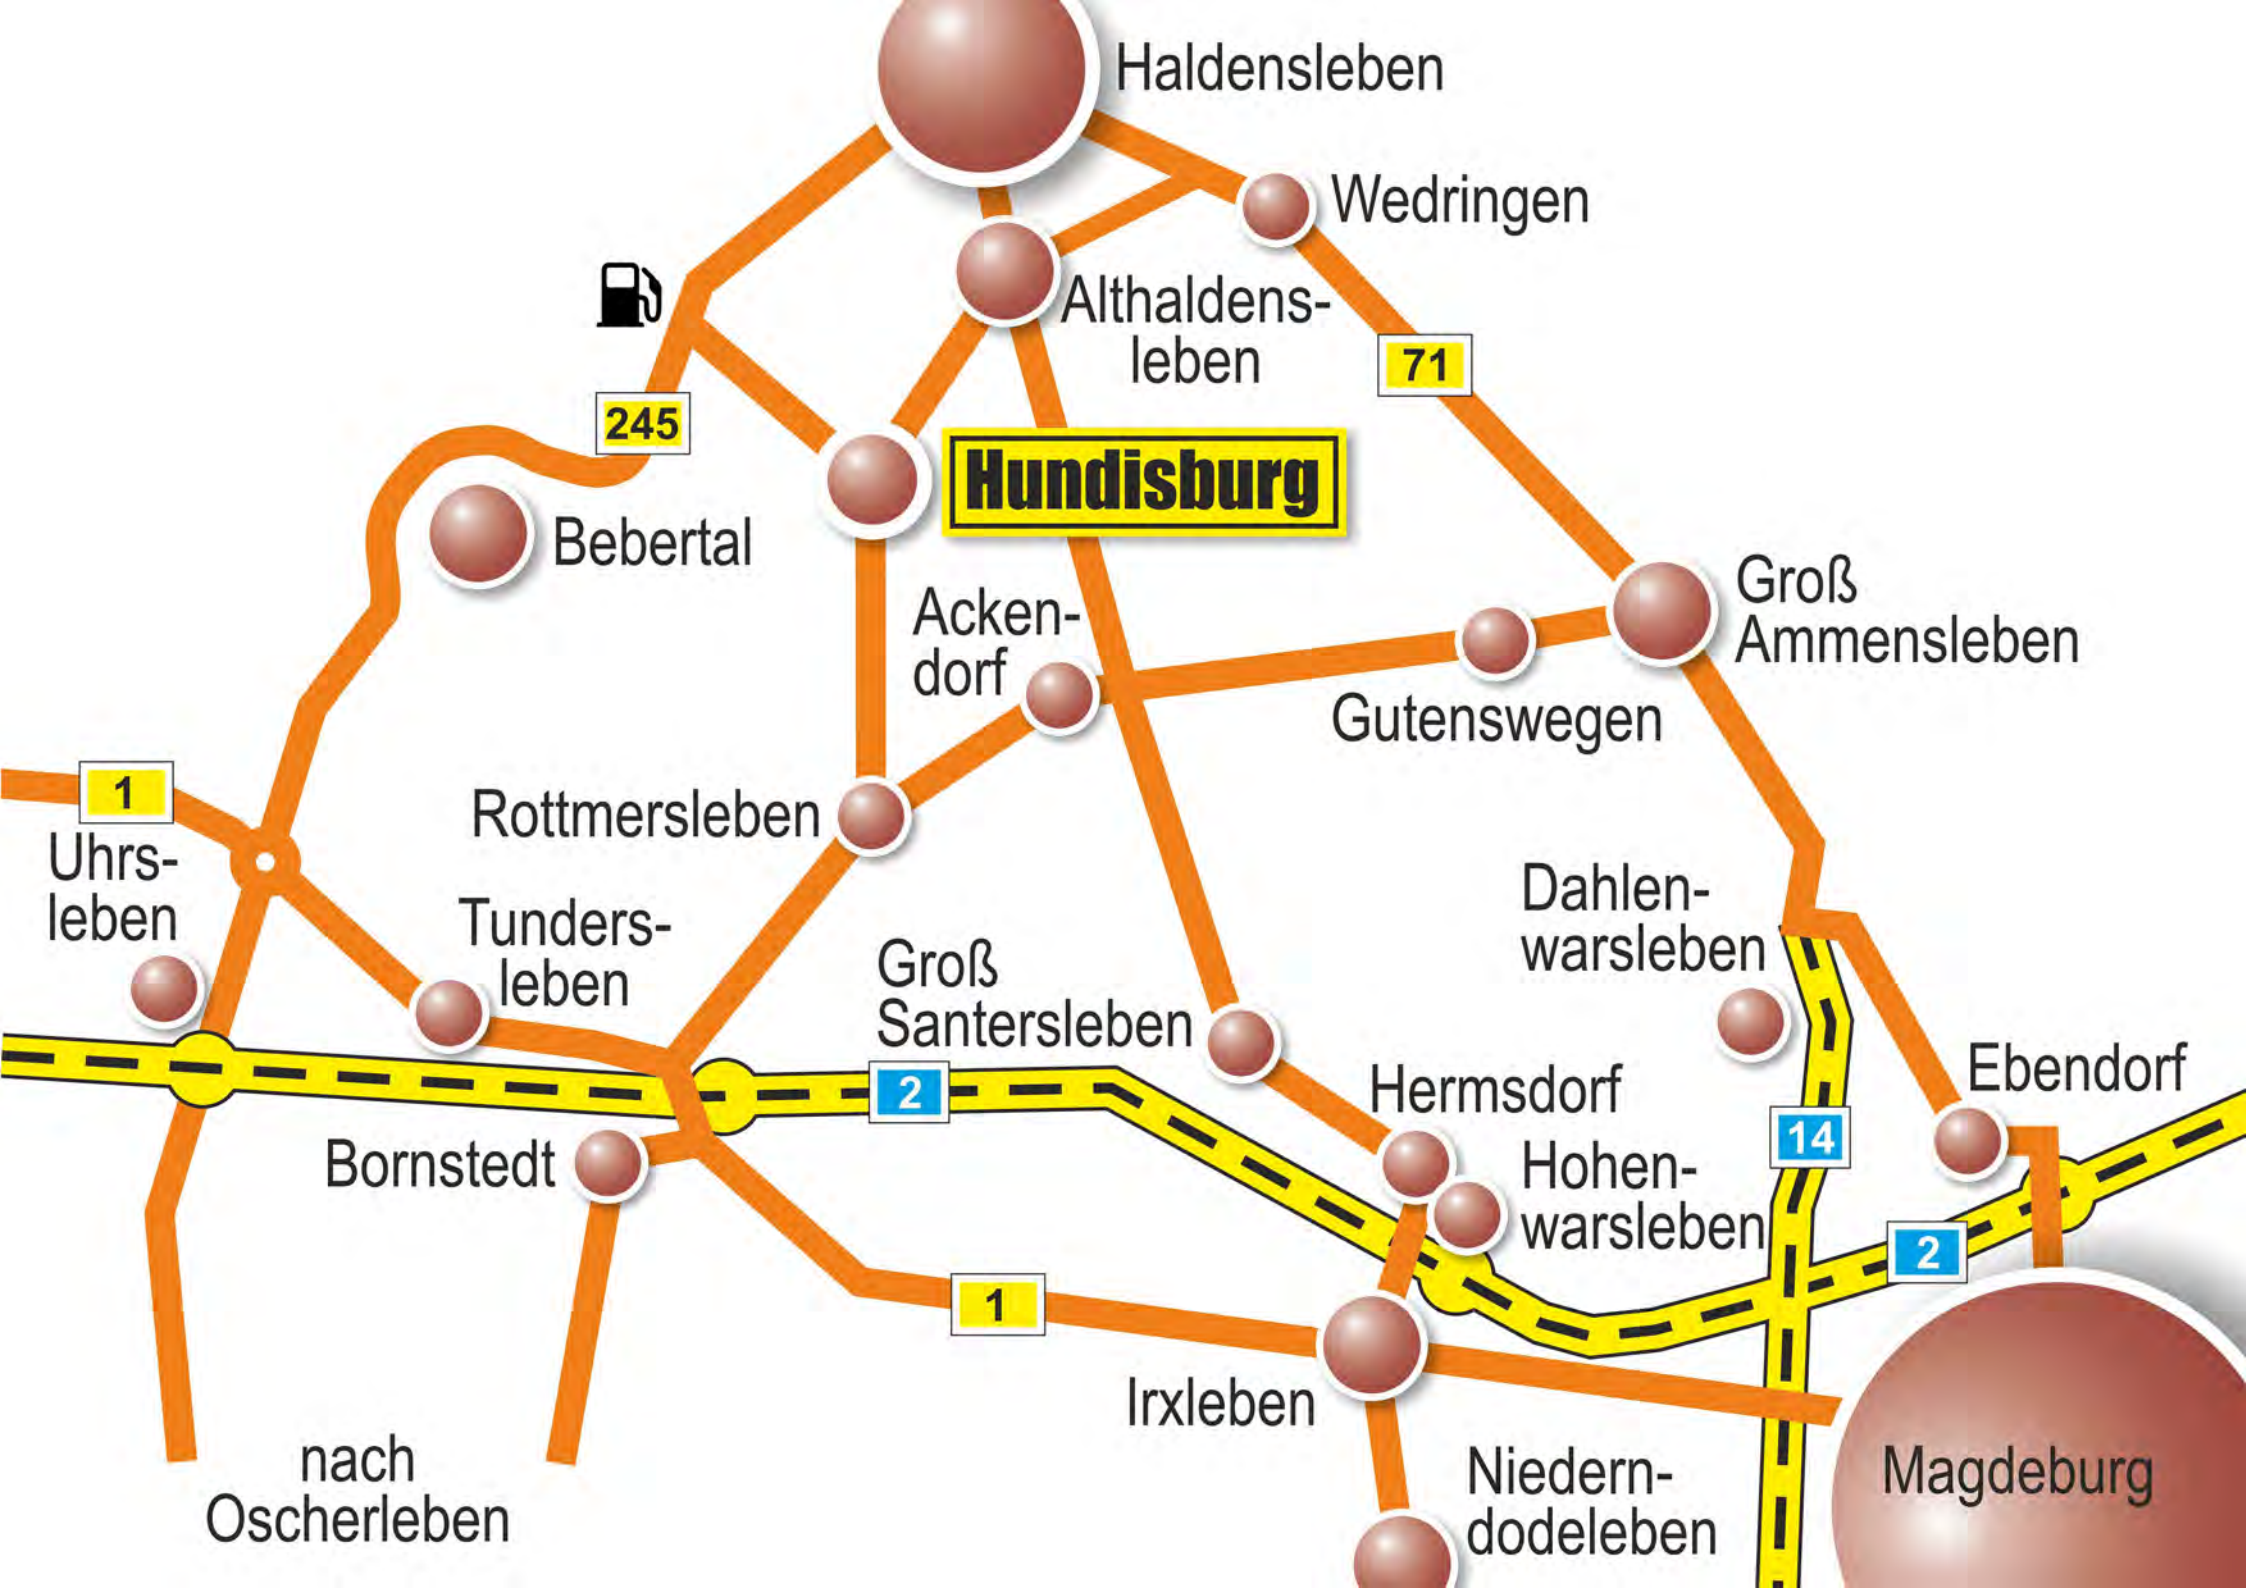 Haldensleben
Wedringen
Althaldens-
leben
71
245
Hundisburg
Bebertal
Groß
Ammensleben
Acken-
dorf
Gutenswegen
1
Rottmersleben
Uhrs-
leben
Tunders-
leben
Dahlen-
warsleben
Groß
Santersleben
Ebendorf
2
Hermsdorf
14
Bornstedt
Hohen-
warsleben
2
1
Irxleben
nach
Oscherleben
Niedern-
dodeleben
Magdeburg